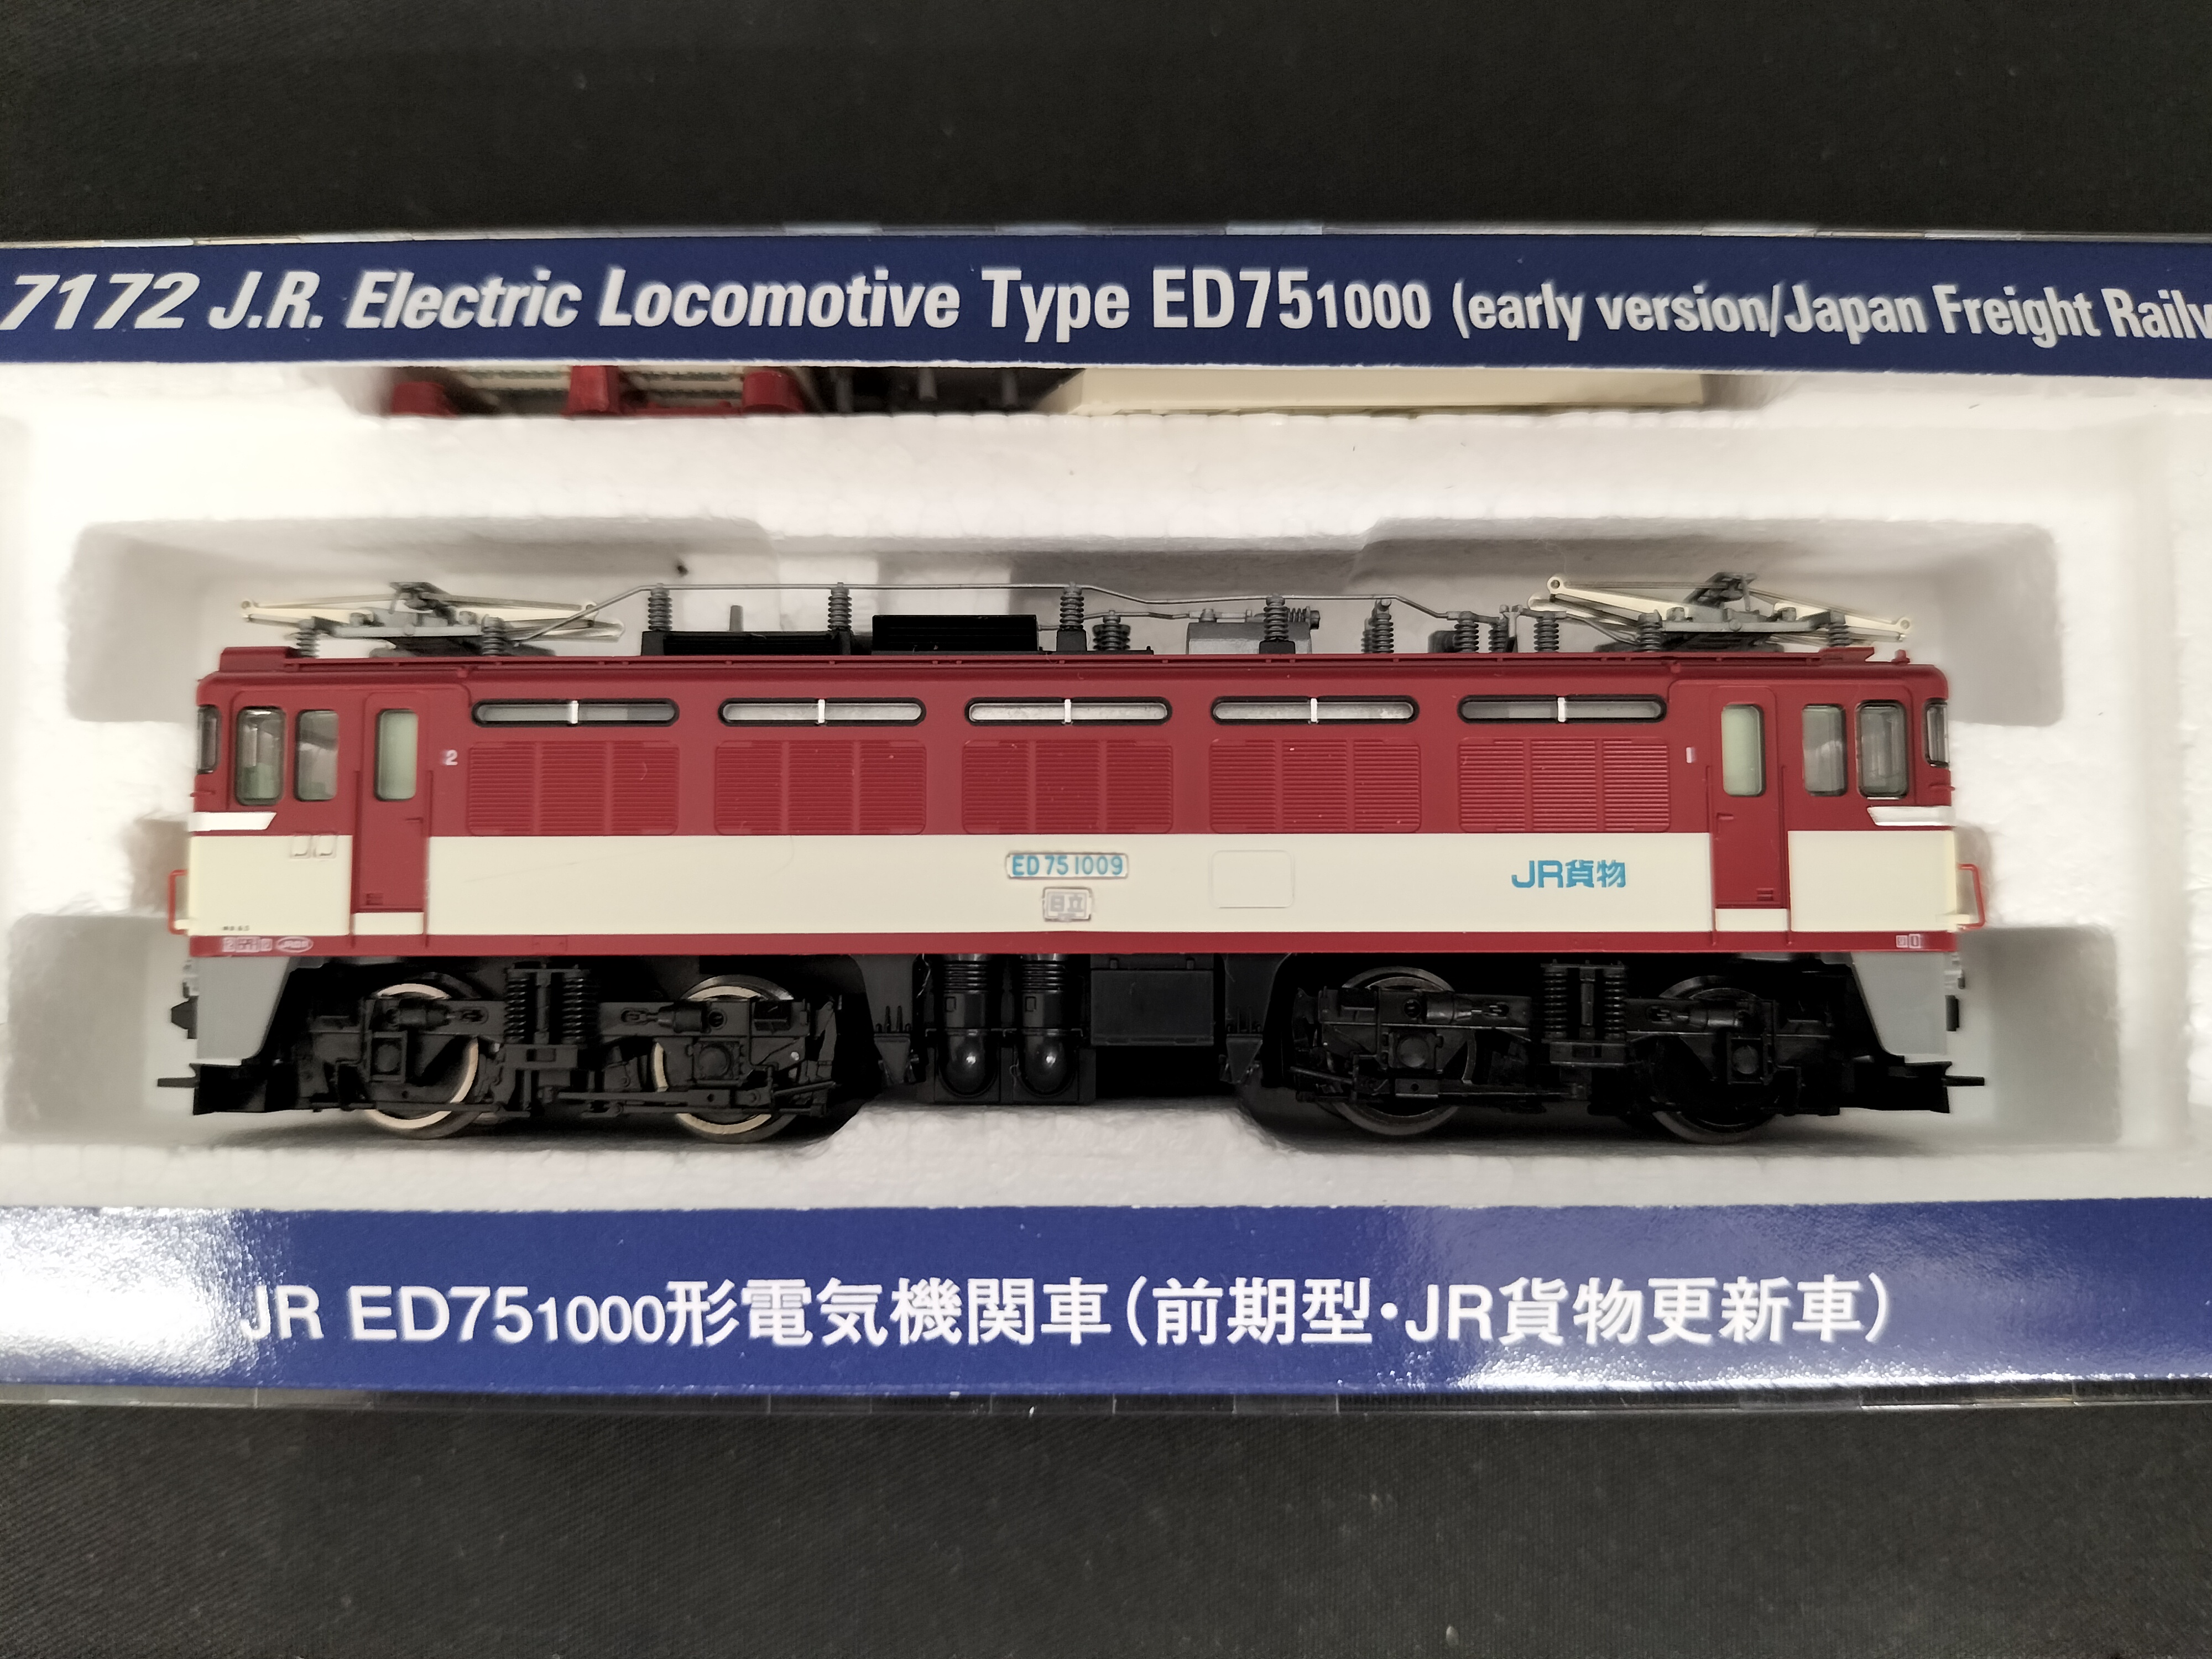 7172 J.R. Electric Locomotive Type ED751000 (early version/Japan Freight Railw
2
1
ED75 1009
日立
JR貨物
JR ED751000形電気機関車(前期型・JR貨物更新車)